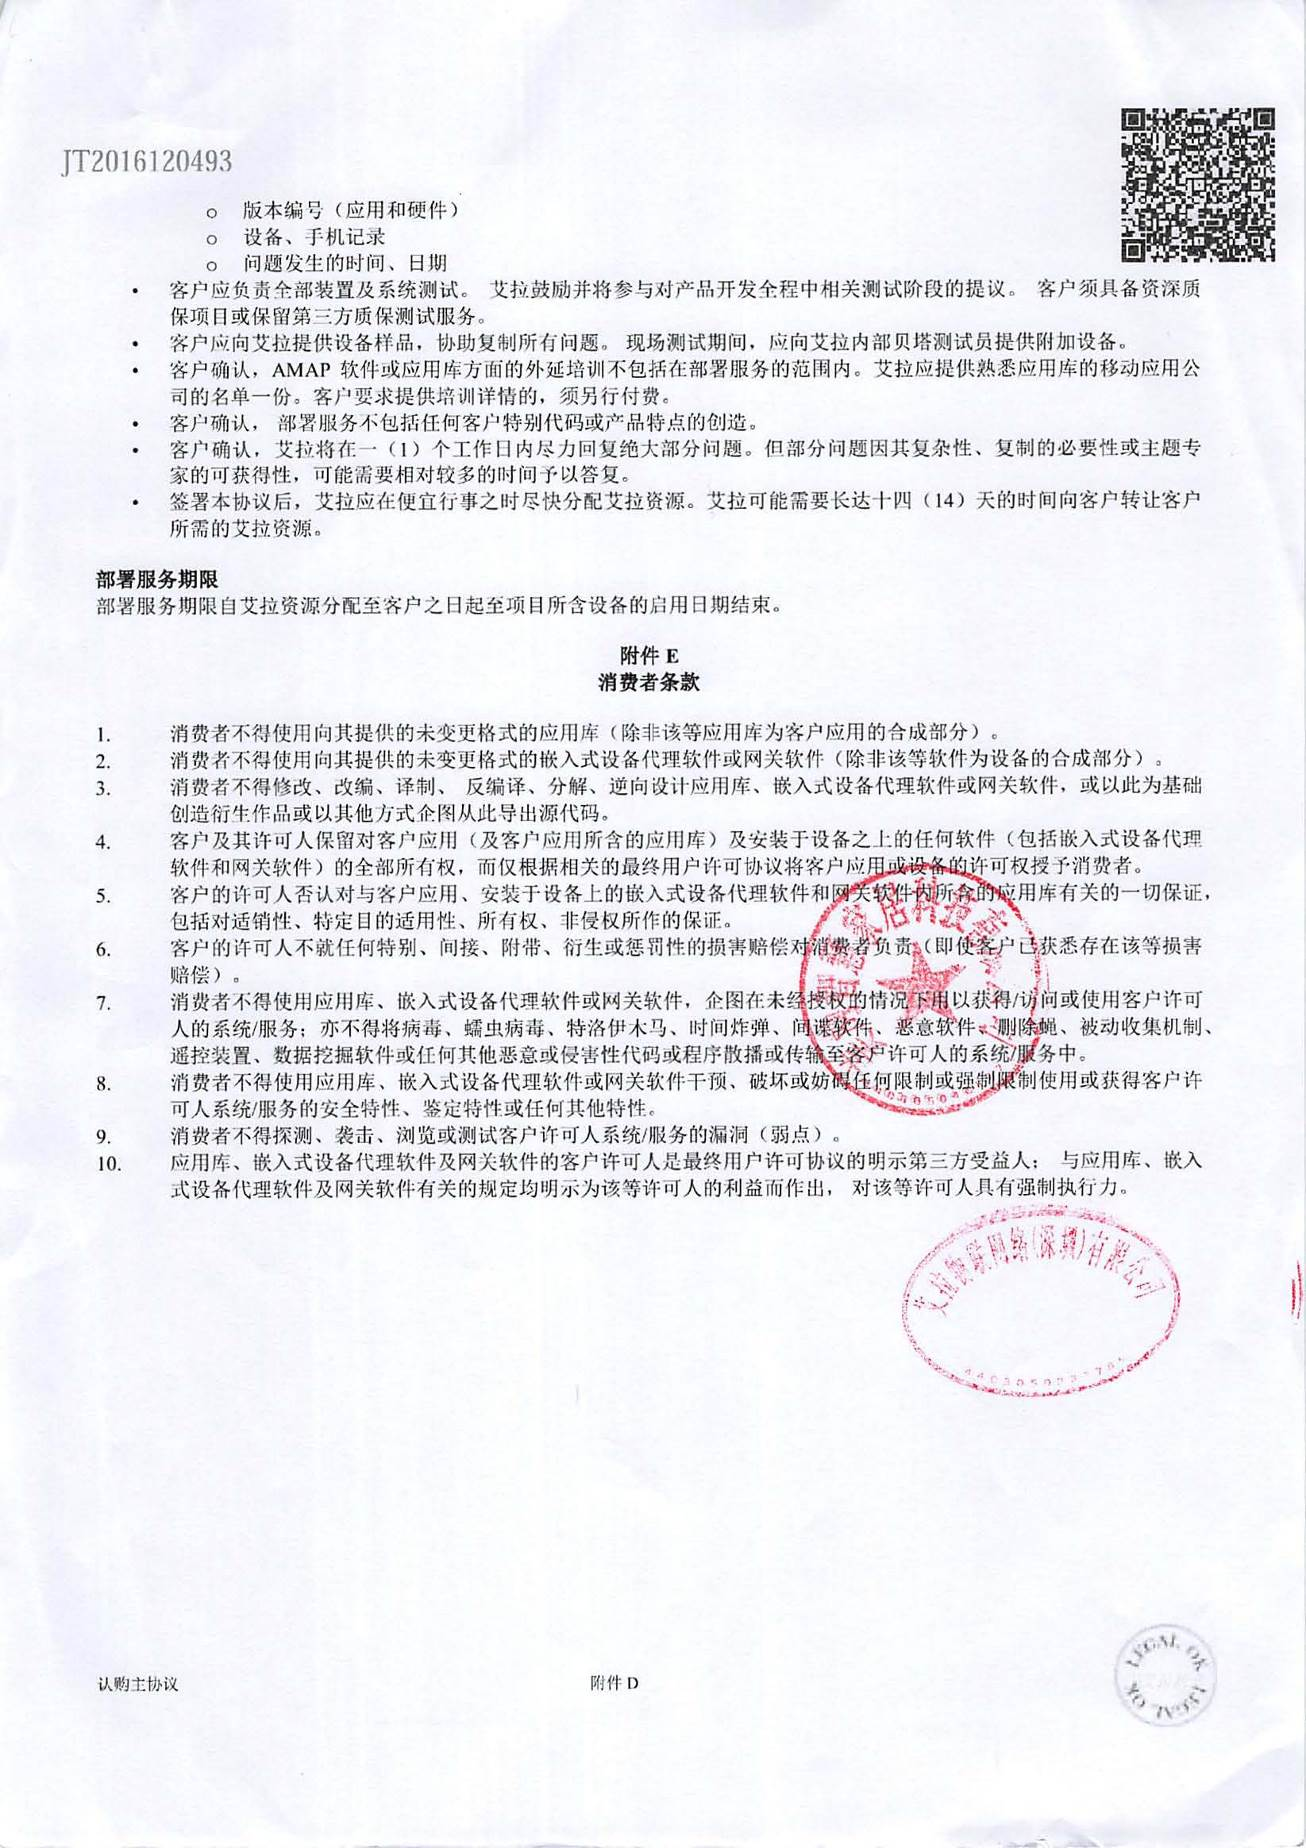 JT2016120493
o 版本编号（应用和硬件）
o 设备、手机记录
o 问题发生的时间、日期
• 客户应负责全部装置及系统测试。 艾拉鼓励并将参与对产品开发全程中相关测试阶段的提议。 客户须具备资深质
保项目或保留第三方质保测试服务。
• 客户应向艾拉提供设备样品，协助复制所有问题。 现场测试期间，应向艾拉内部贝塔测试员提供附加设备。
• 客户确认，AMAP 软件或应用库方面的外延培训不包括在部署服务的范围内。艾拉应提供熟悉应用库的移动应用公
司的名单一份。客户要求提供培训详情的，须另行付费。
• 客户确认， 部署服务不包括任何客户特别代码或产品特点的创造。
• 客户确认，艾拉将在一（1）个工作日内尽力回复绝大部分问题。但部分问题因其复杂性、复制的必要性或主题专
家的可获得性，可能需要相对较多的时间予以答复。
• 签署本协议后，艾拉应在便宜行事之时尽快分配艾拉资源。艾拉可能需要长达十四（14）天的时间向客户转让客户
所需的艾拉资源。
部署服务期限
部署服务期限自艾拉资源分配至客户之日起至项目所含设备的启用日期结束。
附件 E
消费者条款
1. 消费者不得使用向其提供的未变更格式的应用库（除非该等应用库为客户应用的合成部分）。
2. 消费者不得使用向其提供的未变更格式的嵌入式设备代理软件或网关软件（除非该等软件为设备的合成部分）。
3. 消费者不得修改、改编、译制、 反编译、分解、逆向设计应用库、嵌入式设备代理软件或网关软件，或以此为基础
创造衍生作品或以其他方式企图从此导出源代码。
4. 客户及其许可人保留对客户应用（及客户应用所含的应用库）及安装于设备之上的任何软件（包括嵌入式设备代理
软件和网关软件）的全部所有权，而仅根据相关的最终用户许可协议将客户应用或设备的许可权授予消费者。
5. 客户的许可人否认对与客户应用、安装于设备上的嵌入式设备代理软件和网关软件内所含的应用库有关的一切保证，
包括对适销性、特定目的适用性、所有权、非侵权所作的保证。
6. 客户的许可人不就任何特别、间接、附带、衍生或惩罚性的损害赔偿对消费者负责（即使客户已获悉存在该等损害
赔偿）。
7. 消费者不得使用应用库、嵌入式设备代理软件或网关软件，企图在未经授权的情况下用以获得/访问或使用客户许可
人的系统/服务；亦不得将病毒、蠕虫病毒、特洛伊木马、时间炸弹、间谍软件、恶意软件、删除蝇、被动收集机制、
遥控装置、数据挖掘软件或任何其他恶意或侵害性代码或程序散播或传输至客户许可人的系统/服务中。
8. 消费者不得使用应用库、嵌入式设备代理软件或网关软件干预、破坏或妨碍任何限制或强制限制使用或获得客户许
可人系统/服务的安全特性、鉴定特性或任何其他特性。
9. 消费者不得探测、袭击、浏览或测试客户许可人系统/服务的漏洞（弱点）。
10. 应用库、嵌入式设备代理软件及网关软件的客户许可人是最终用户许可协议的明示第三方受益人； 与应用库、嵌入
式设备代理软件及网关软件有关的规定均明示为该等许可人的利益而作出， 对该等许可人具有强制执行力。
艾拉物联网络(深圳)有限公司
认购主协议
附件 D
LEGAL OK
LEGAL OK